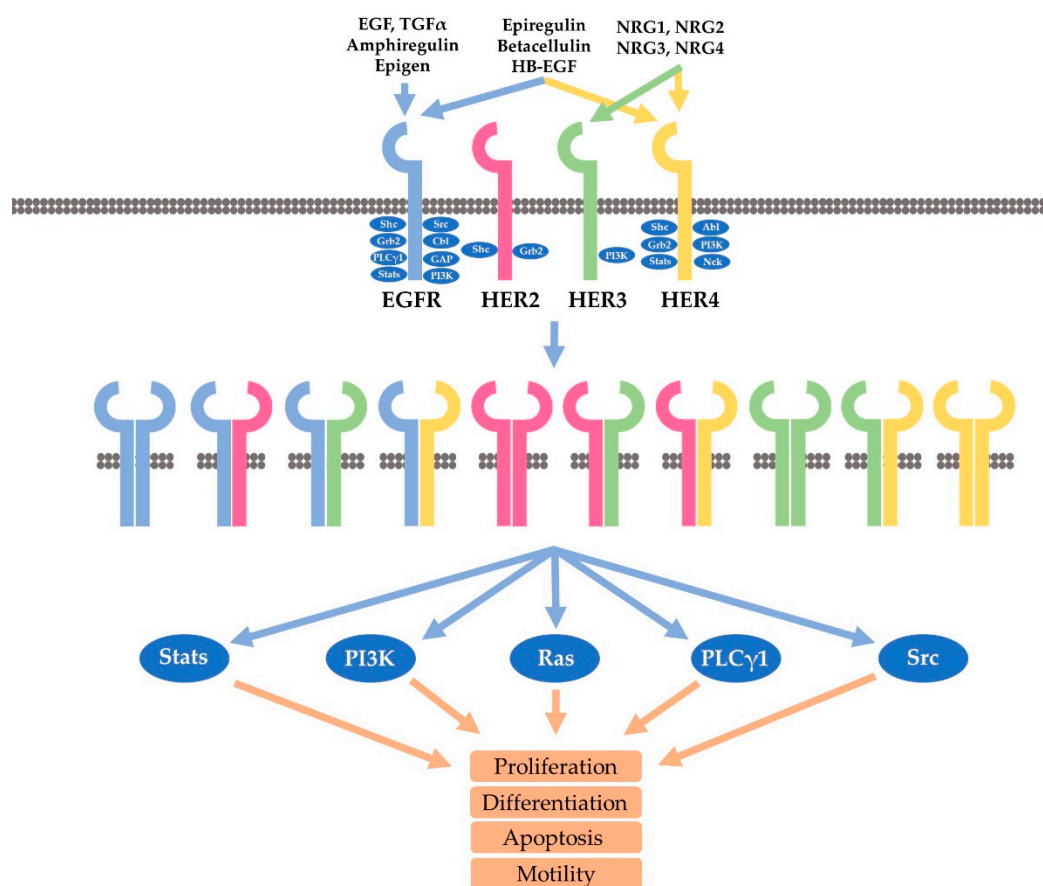 EGF, TGFα
Amphiregulin
Epigen
Epiregulin
Betacellulin
HB-EGF
NRG1, NRG2
NRG3, NRG4
Shc
Src
Grb2
Cbl
PLCγ1
GAP
Stats
PI3K
Shc
Grb2
PI3K
Shc
Abl
Grb2
PI3K
Stats
Nck
EGFR
HER2
HER3
HER4
Stats
PI3K
Ras
PLCγ1
Src
Proliferation
Differentiation
Apoptosis
Motility